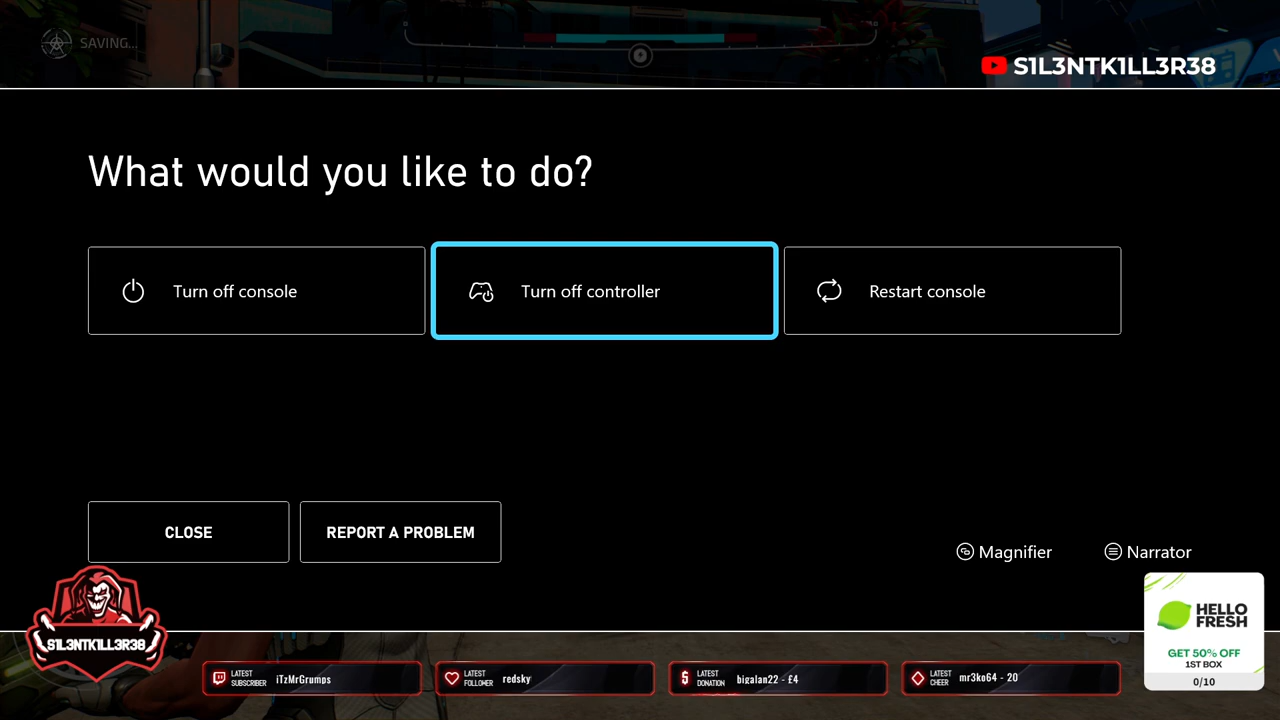 SAVING...
S1L3NTK1LL3R38
What would you like to do?
Turn off console
Turn off controller
Restart console
CLOSE
REPORT A PROBLEM
Magnifier
Narrator
S1L3NTK1LL3R38
LATEST
SUBSCRIBER
iTzMrGrumps
LATEST
FOLLOWER
redsky
LATEST
DONATION
bigalan22 - £4
LATEST
CHEER
mr3ko64 - 20
HELLO
FRESH
GET 50% OFF
1ST BOX
0/10